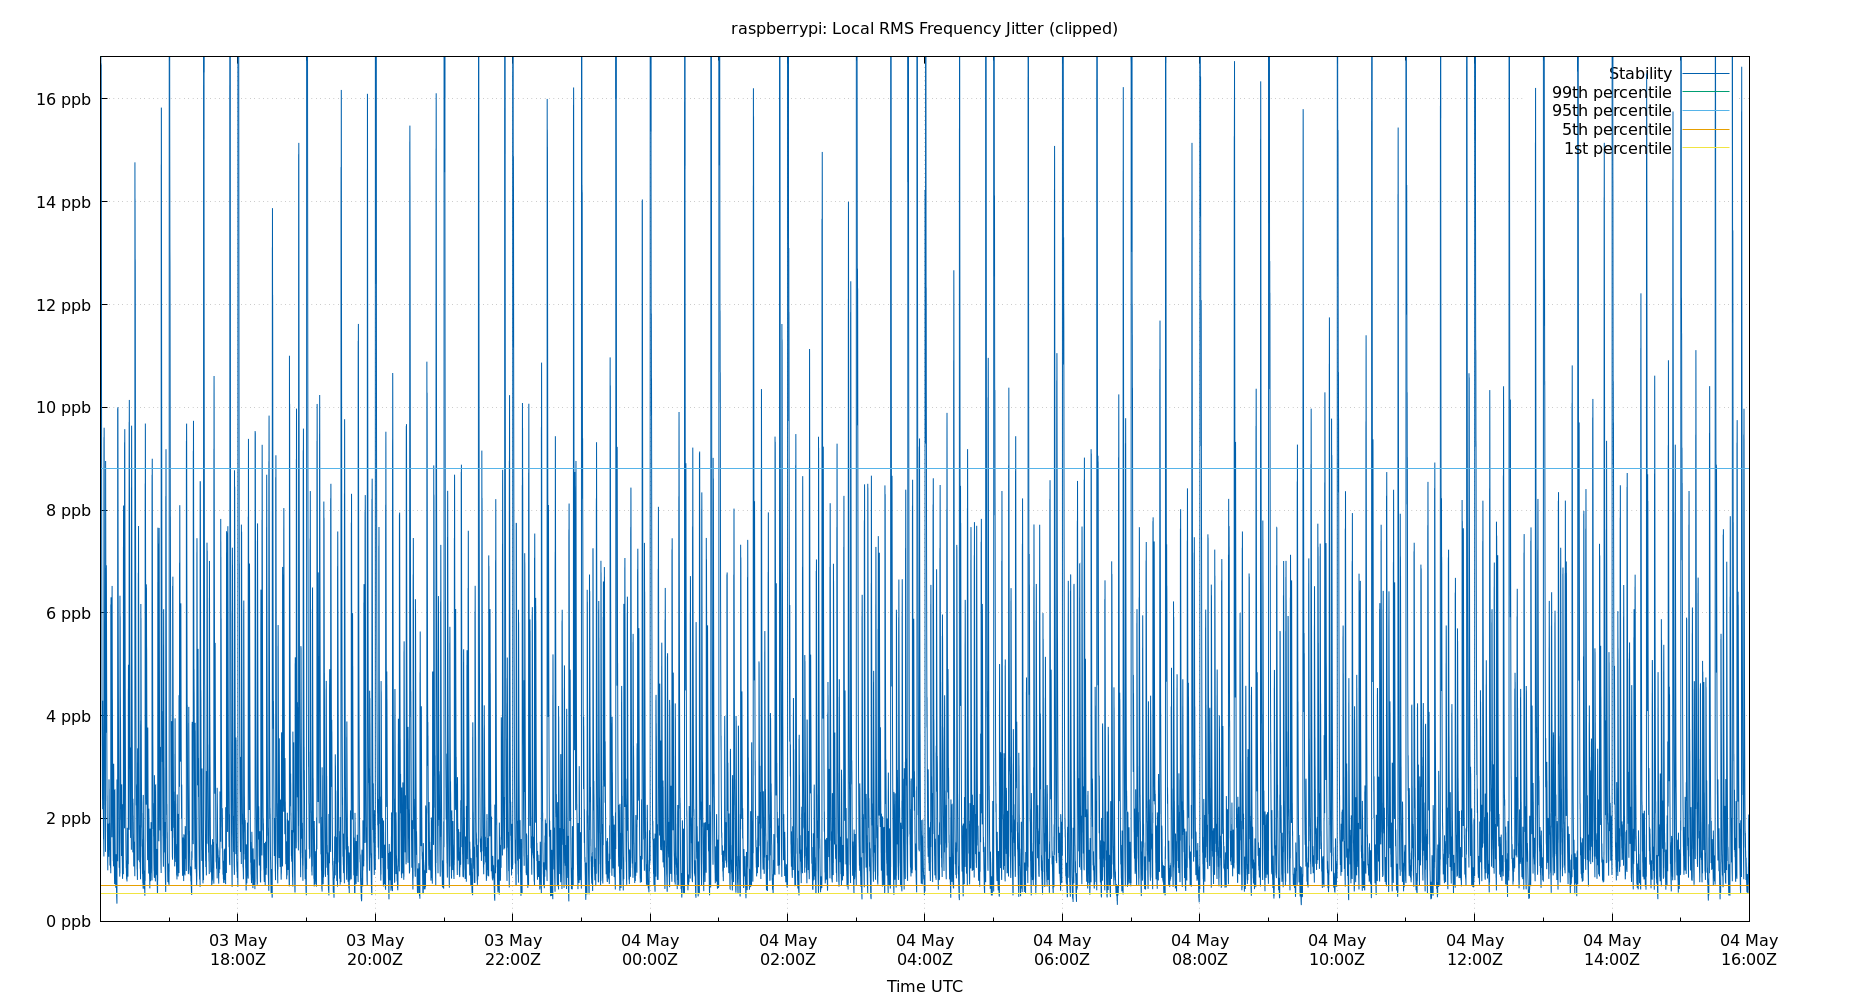 raspberrypi: Local RMS Frequency Jitter (clipped)
Stability
99th percentile
95th percentile
5th percentile
1st percentile
16 ppb
14 ppb
12 ppb
10 ppb
8 ppb
6 ppb
4 ppb
2 ppb
0 ppb
03 May 03 May 03 May 04 May 04 May 04 May 04 May 04 May 04 May 04 May 04 May 04 May
18:00Z 20:00Z 22:00Z 00:00Z 02:00Z 04:00Z 06:00Z 08:00Z 10:00Z 12:00Z 14:00Z 16:00Z
Time UTC